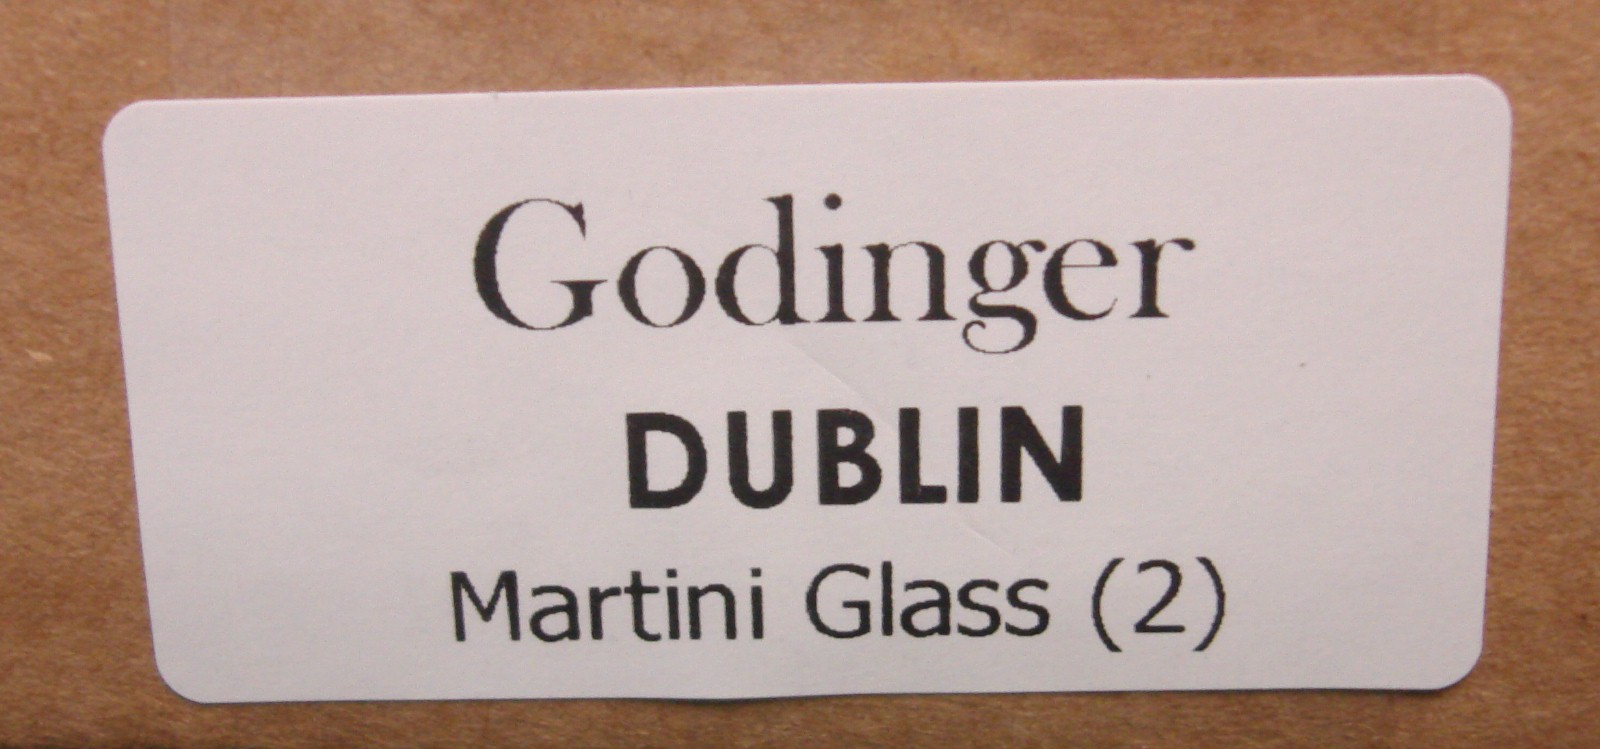 Godinger
DUBLIN
Martini Glass (2)